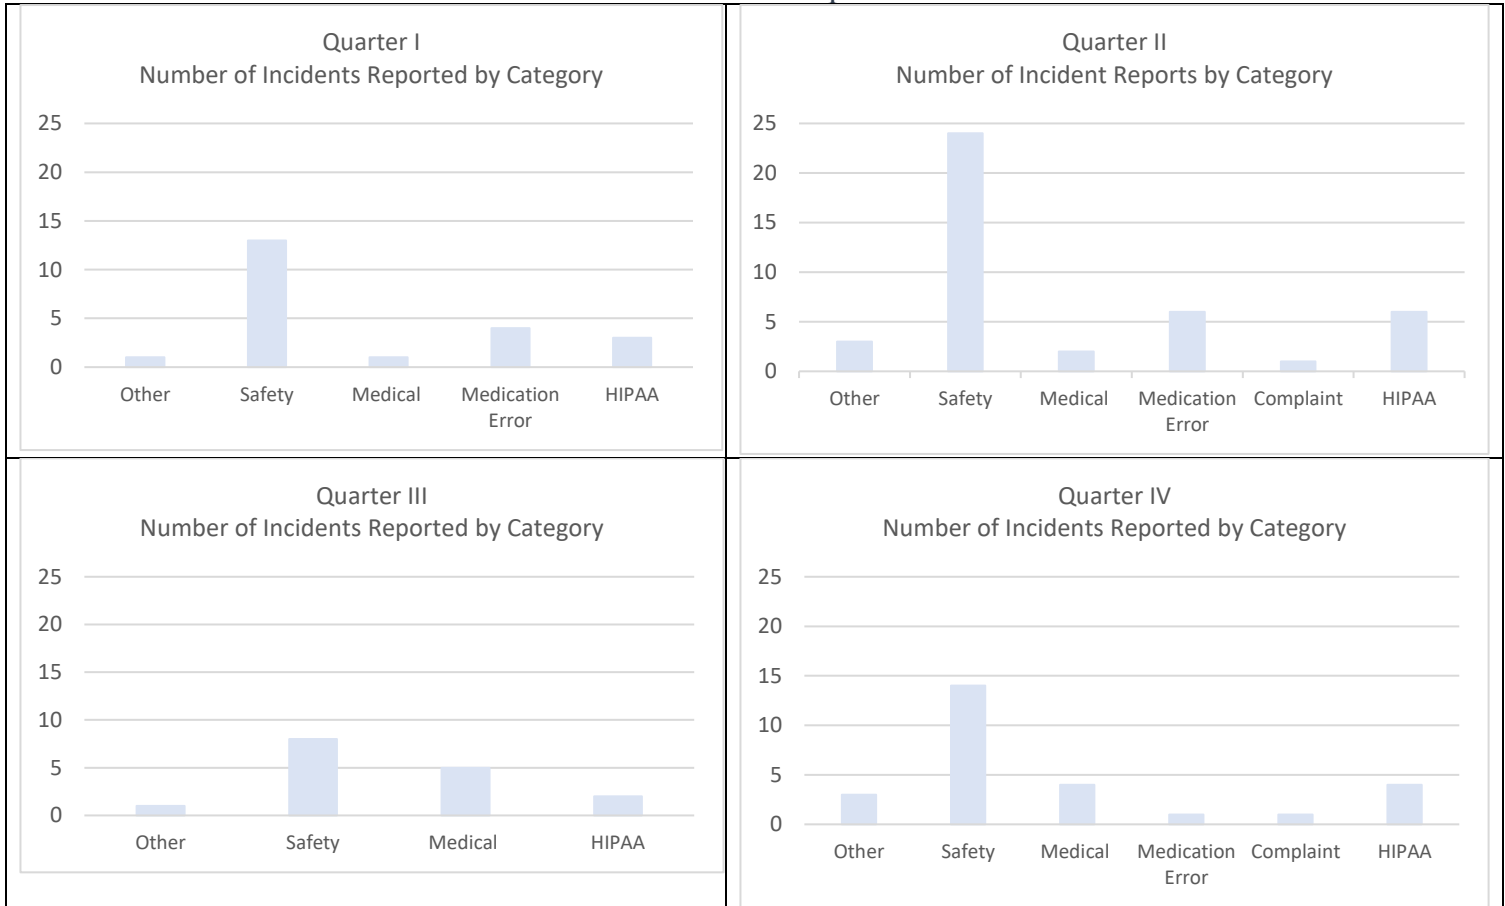 Quarter I
Number of Incidents Reported by Category
25
20
15
10
5
0
Other Safety Medical Medication HIPAA
Error
Quarter II
Number of Incident Reports by Category
25
20
15
10
5
0
Other Safety Medical Medication Complaint HIPAA
Error
Quarter III
Number of Incidents Reported by Category
25
20
15
10
5
0
Other Safety Medical HIPAA
Quarter IV
Number of Incidents Reported by Category
25
20
15
10
5
0
Other Safety Medical Medication Complaint HIPAA
Error